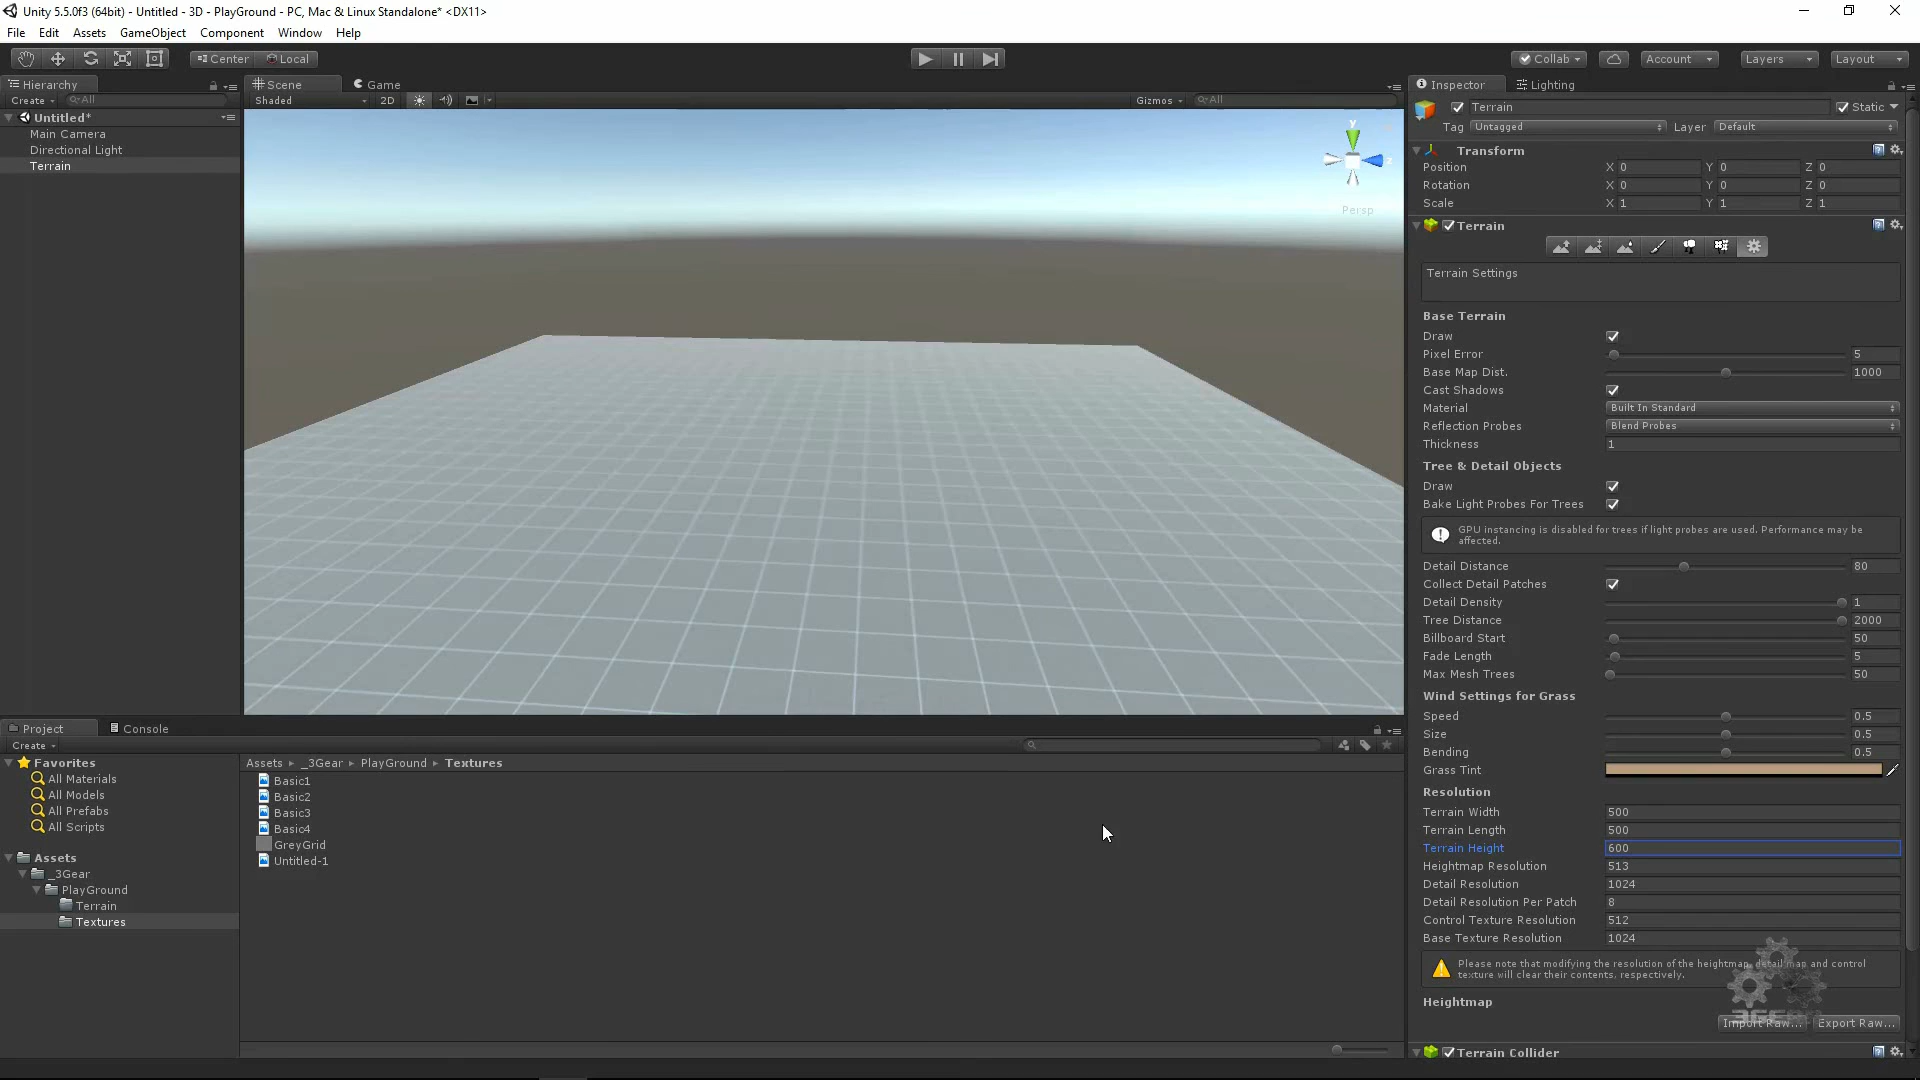 Unity 5.5.0f3 (64bit) - Untitled - 3D - PlayGround - PC, Mac & Linux Standalone* <DX11>
File Edit Assets GameObject Component Window Help
Center Local
Collab Account Layers Layout
Hierarchy
Create All
Untitled*
Main Camera
Directional Light
Terrain
Scene Game
Shaded 2D Gizmos All
y
z
Persp
Inspector Lighting
Terrain Static
Tag Untagged Layer Default
Transform
Position X 0 Y 0 Z 0
Rotation X 0 Y 0 Z 0
Scale X 1 Y 1 Z 1
Terrain
Terrain Settings
Base Terrain
Draw
Pixel Error 5
Base Map Dist. 1000
Cast Shadows
Material Built In Standard
Reflection Probes Blend Probes
Thickness 1
Tree & Detail Objects
Draw
Bake Light Probes For Trees
GPU instancing is disabled for trees if light probes are used. Performance may be
affected.
Detail Distance 80
Collect Detail Patches
Detail Density 1
Tree Distance 2000
Billboard Start 50
Fade Length 5
Max Mesh Trees 50
Wind Settings for Grass
Speed 0.5
Size 0.5
Bending 0.5
Grass Tint
Resolution
Terrain Width 500
Terrain Length 500
Terrain Height 600
Heightmap Resolution 513
Detail Resolution 1024
Detail Resolution Per Patch 8
Control Texture Resolution 512
Base Texture Resolution 1024
Please note that modifying the resolution of the heightmap, detail map and control
texture will clear their contents, respectively.
Heightmap
Import Raw... Export Raw...
Terrain Collider
Project Console
Create
Favorites
All Materials
All Models
All Prefabs
All Scripts
Assets
_3Gear
PlayGround
Terrain
Textures
Assets _3Gear PlayGround Textures
Basic1
Basic2
Basic3
Basic4
GreyGrid
Untitled-1